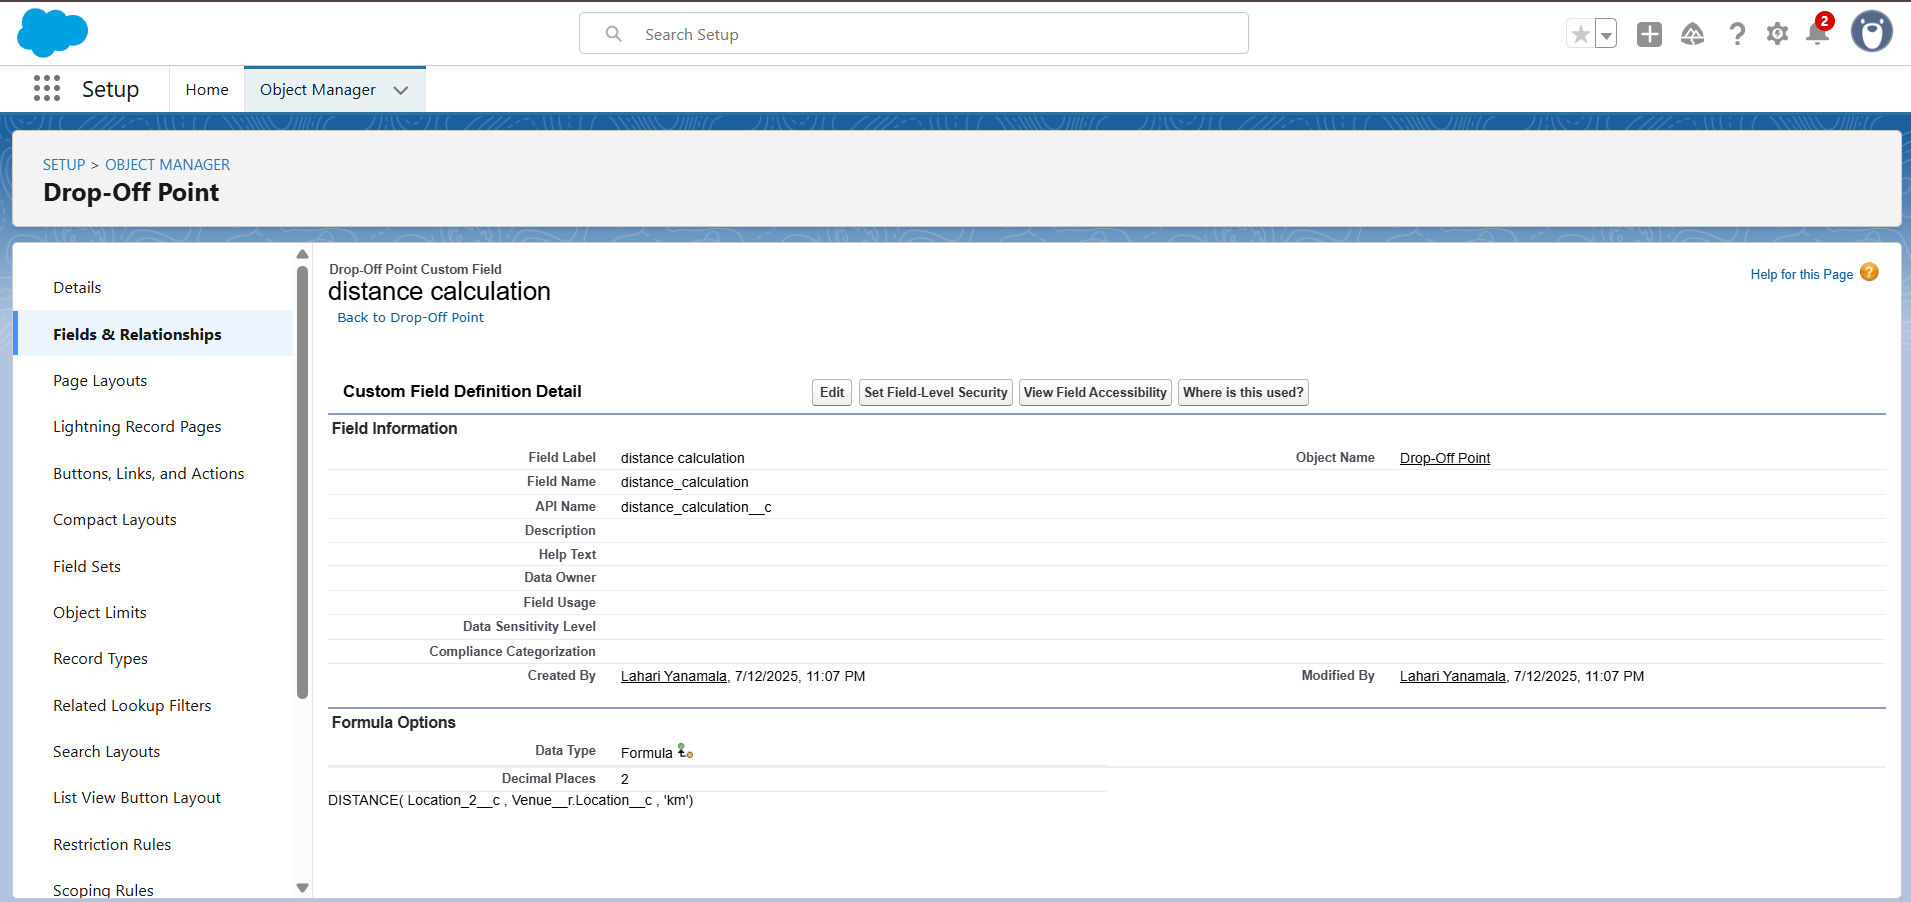 Search Setup
2
Setup
Home
Object Manager
SETUP > OBJECT MANAGER
Drop-Off Point
Details
Fields & Relationships
Page Layouts
Lightning Record Pages
Buttons, Links, and Actions
Compact Layouts
Field Sets
Object Limits
Record Types
Related Lookup Filters
Search Layouts
List View Button Layout
Restriction Rules
Scoping Rules
Drop-Off Point Custom Field
distance calculation
Back to Drop-Off Point
Help for this Page ?
Custom Field Definition Detail
Edit
Set Field-Level Security
View Field Accessibility
Where is this used?
Field Information
Field Label distance calculation
Object Name Drop-Off Point
Field Name distance_calculation
API Name distance_calculation__c
Description
Help Text
Data Owner
Field Usage
Data Sensitivity Level
Compliance Categorization
Created By Lahari Yanamala, 7/12/2025, 11:07 PM
Modified By Lahari Yanamala, 7/12/2025, 11:07 PM
Formula Options
Data Type Formula
Decimal Places 2
DISTANCE( Location_2__c , Venue__r.Location__c , 'km')